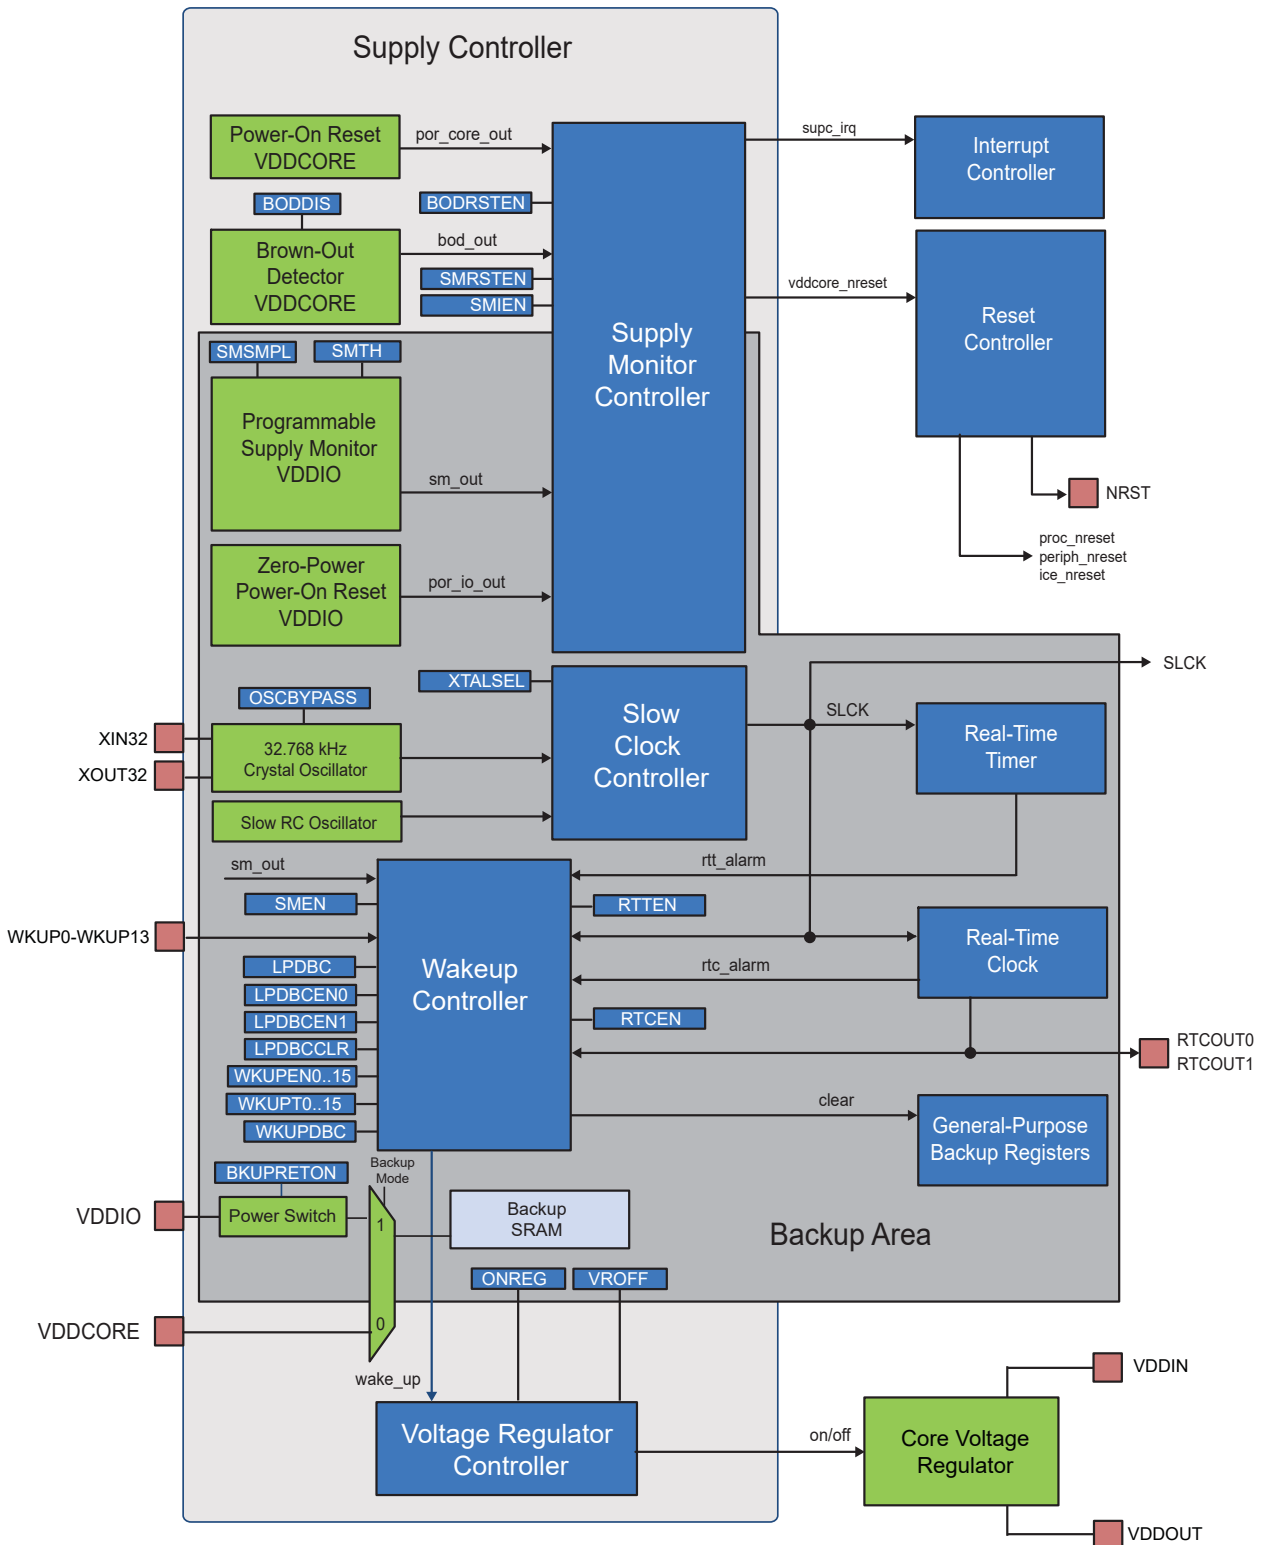 Supply Controller
Power-On Reset
VDDCORE
por_core_out
supc_irq
Interrupt
Controller
BODDIS
BODRSTEN
Brown-Out
Detector
VDDCORE
bod_out
SMRSTEN
SMIEN
vddcore_nreset
Reset
Controller
Supply
Monitor
Controller
SMSMPL
SMTH
Programmable
Supply Monitor
VDDIO
sm_out
NRST
proc_nreset
periph_nreset
ice_nreset
Zero-Power
Power-On Reset
VDDIO
por_io_out
SLCK
XTALSEL
OSCBYPASS
Slow
Clock
Controller
SLCK
Real-Time
Timer
XIN32
XOUT32
32.768 kHz
Crystal Oscillator
Slow RC Oscillator
sm_out
rtt_alarm
SMEN
RTTEN
WKUP0-WKUP13
Wakeup
Controller
Real-Time
Clock
LPDBC
rtc_alarm
LPDBCEN0
LPDBCEN1
RTCEN
LPDBCCLR
RTCOUT0
RTCOUT1
WKUPEN0..15
WKUPT0..15
clear
WKUPDBC
General-Purpose
Backup Registers
BKUPRETON
Backup
Mode
VDDIO
Power Switch
1
Backup
SRAM
Backup Area
ONREG
VROFF
VDDCORE
0
wake_up
VDDIN
Voltage Regulator
Controller
on/off
Core Voltage
Regulator
VDDOUT